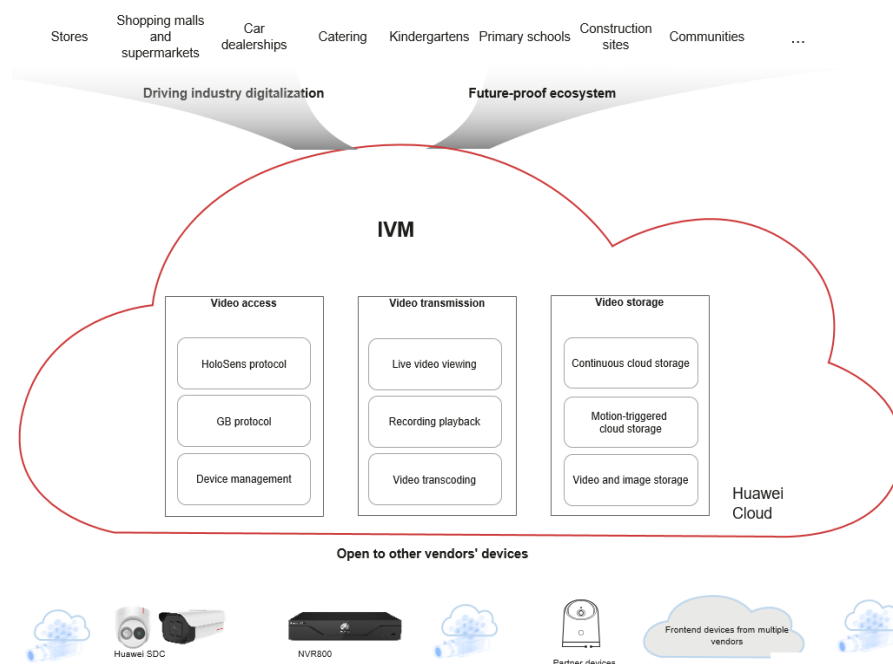 Stores
Shopping malls
and
supermarkets
Car
dealerships
Catering
Kindergartens
Primary schools
Construction
sites
Communities
...
Driving industry digitalization
Future-proof ecosystem
IVM
Video access
HoloSens protocol
GB protocol
Device management
Video transmission
Live video viewing
Recording playback
Video transcoding
Video storage
Continuous cloud storage
Motion-triggered
cloud storage
Video and image storage
Huawei
Cloud
Open to other vendors' devices
Huawei SDC
NVR800
Partner devices
Frontend devices from multiple
vendors